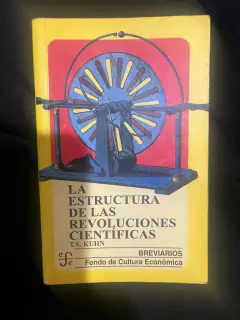 LA
ESTRUCTURA
DE LAS
REVOLUCIONES
CIENTÍFICAS
T.S. KUHN
BREVIARIOS
Fondo de Cultura Económica